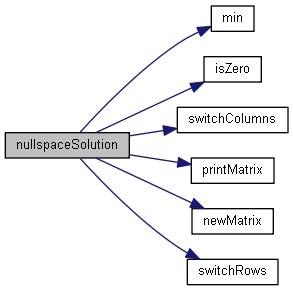 min
isZero
switchColumns
nullspaceSolution
printMatrix
newMatrix
switchRows